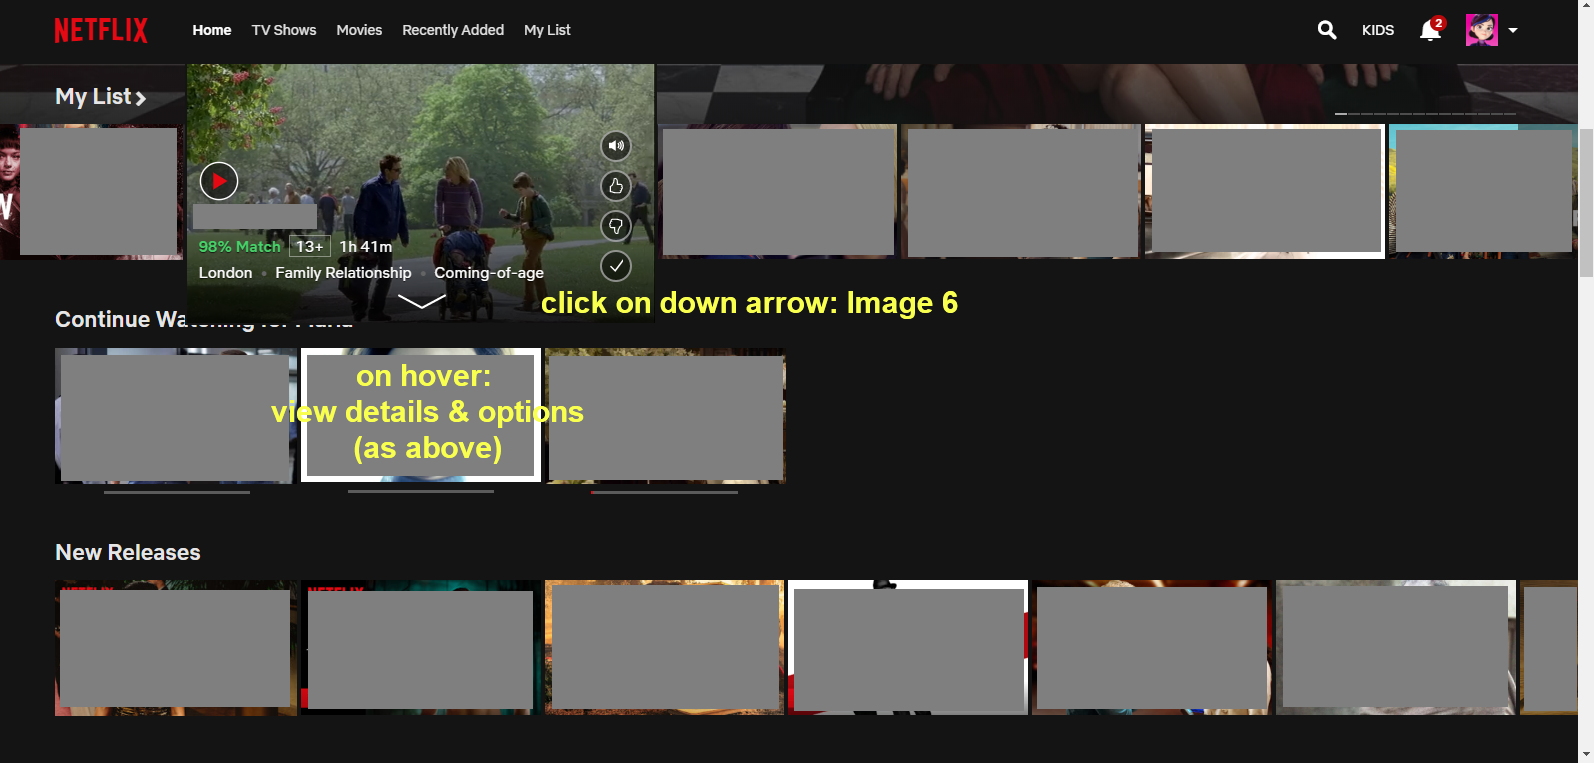 NETFLIX
Home TV Shows Movies Recently Added My List
KIDS
2
My List
98% Match 13+ 1h 41m
London • Family Relationship • Coming-of-age
click on down arrow: Image 6
Continue
on hover:
view details & options
(as above)
New Releases
NETFLIX
NETFLIX